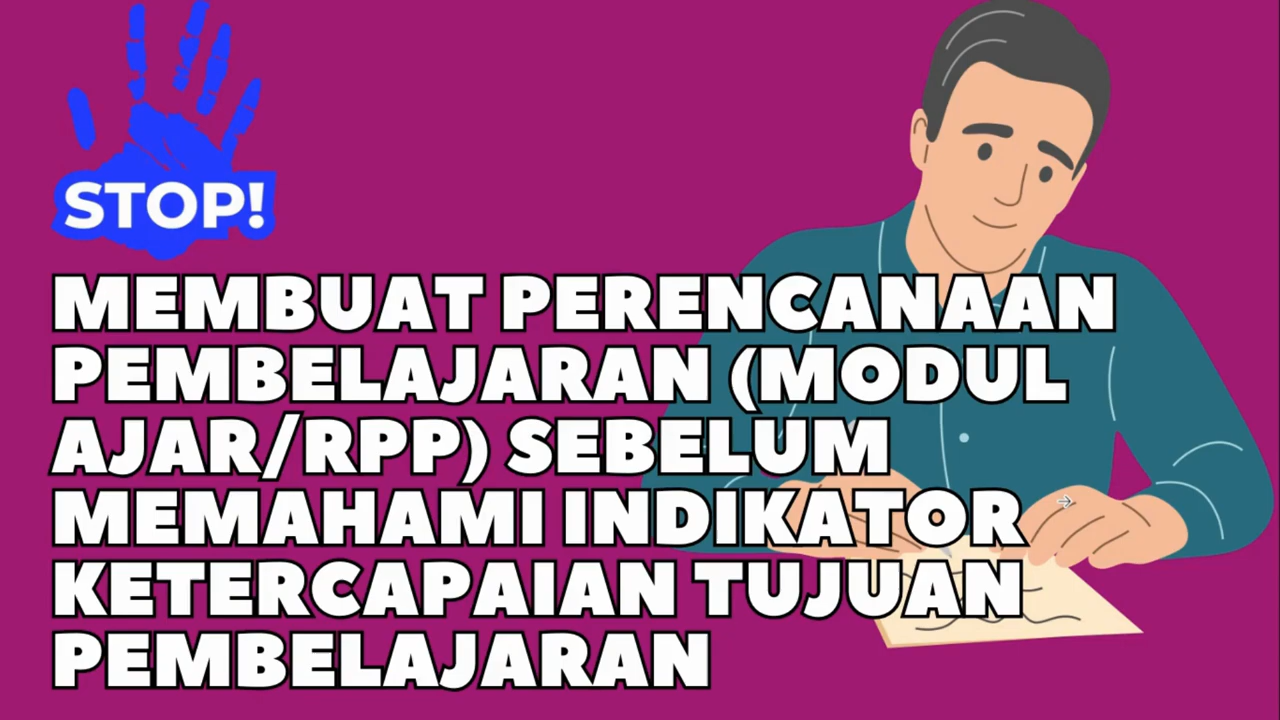 STOP!
MEMBUAT PERENCANAAN
PEMBELAJARAN (MODUL
AJAR/RPP) SEBELUM
MEMAHAMI INDIKATOR
KETERCAPAIAN TUJUAN
PEMBELAJARAN